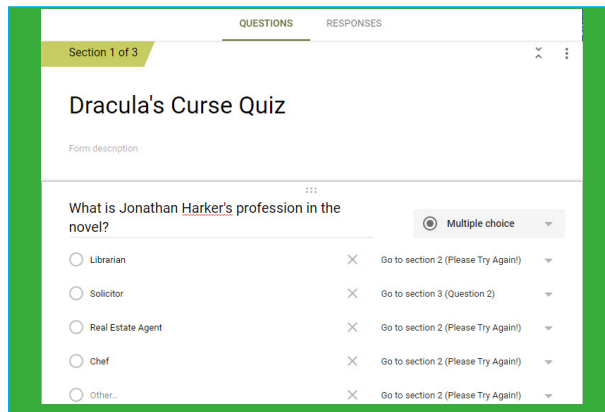 QUESTIONS RESPONSES
Section 1 of 3
Dracula's Curse Quiz
Form description
What is Jonathan Harker's profession in the
novel?
Multiple choice
Librarian Go to section 2 (Please Try Again!)
Solicitor Go to section 3 (Question 2)
Real Estate Agent Go to section 2 (Please Try Again!)
Chef Go to section 2 (Please Try Again!)
Other... Go to section 2 (Please Try Again!)